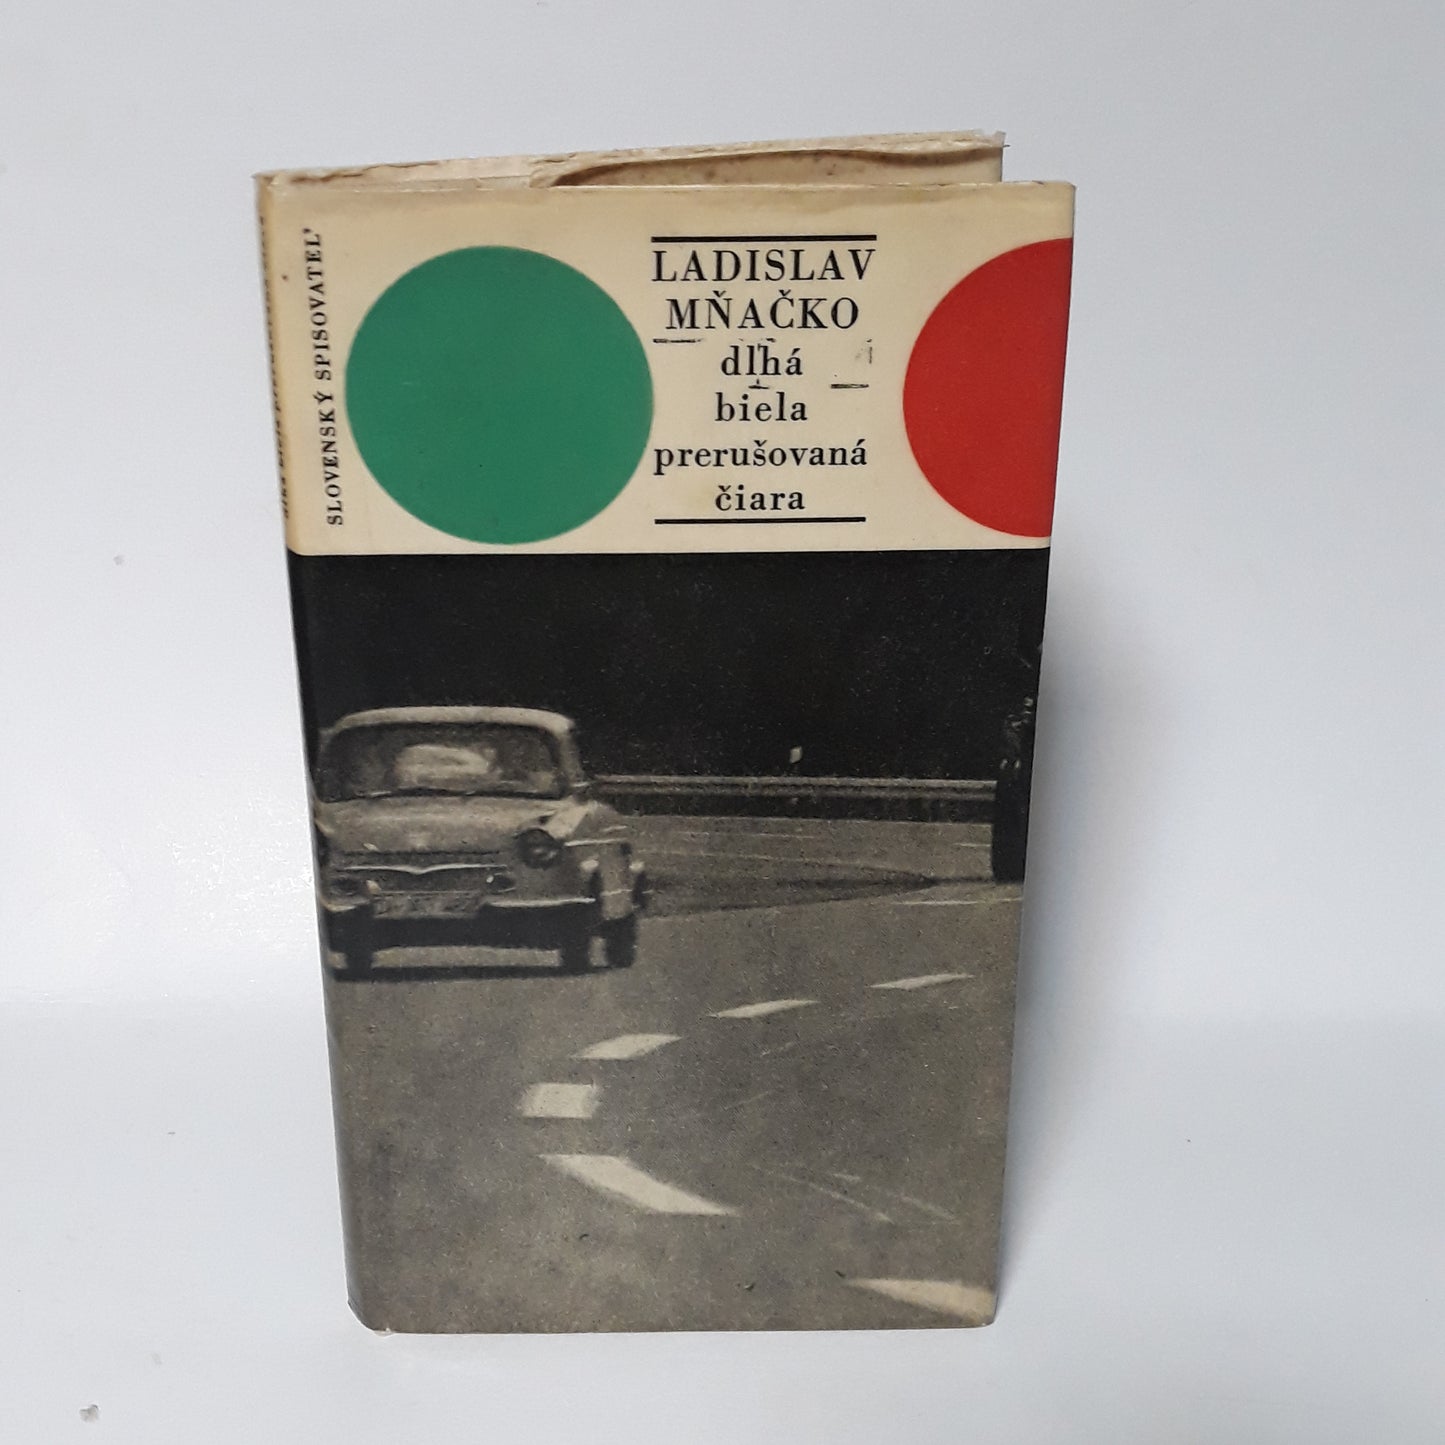 SLOVENSKÝ SPISOVATEĽ
LADISLAV
MŇAČKO
dlhá
biela
prerušovaná
čiara